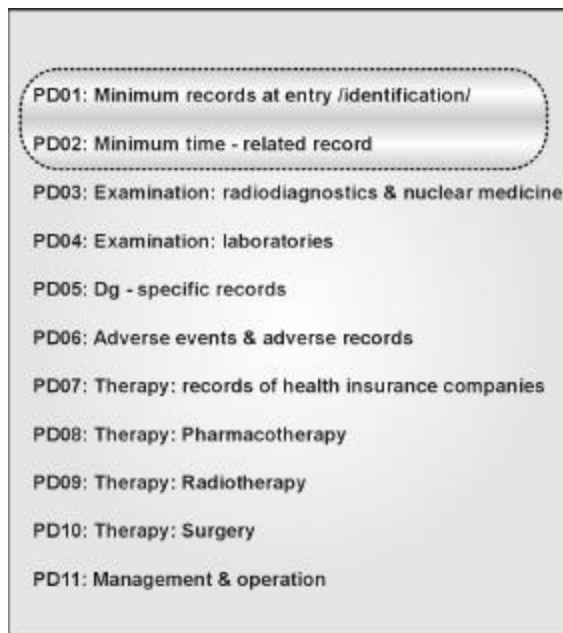 PD01: Minimum records at entry /identification/
PD02: Minimum time - related record
PD03: Examination: radiodiagnostics & nuclear medicine
PD04: Examination: laboratories
PD05: Dg - specific records
PD06: Adverse events & adverse records
PD07: Therapy: records of health insurance companies
PD08: Therapy: Pharmacotherapy
PD09: Therapy: Radiotherapy
PD10: Therapy: Surgery
PD11: Management & operation